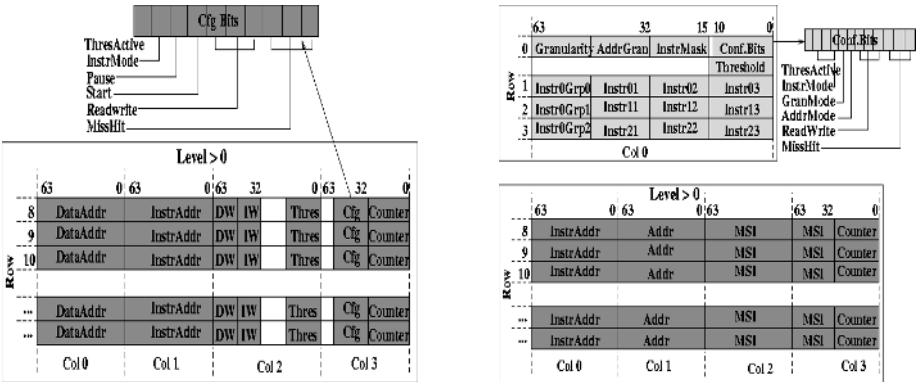 Cfg Bits
ThresActive
InstrMode
Pause
Start
Readwrite
MissHit
Level > 0
63 0 63 0 63 32 0 63 32 0
8 DataAddr InstrAddr DW IW Thres Cfg Counter
9 DataAddr InstrAddr DW IW Thres Cfg Counter
10 DataAddr InstrAddr DW IW Thres Cfg Counter
Row
... DataAddr InstrAddr DW IW Thres Cfg Counter
... DataAddr InstrAddr DW IW Thres Cfg Counter
Col 0 Col 1 Col 2 Col 3
63 32 15 10 0
0 Granularity AddrGran InstrMask Conf.Bits
Threshold
Row
1 Instr0Grp0 Instr01 Instr02 Instr03
2 Instr0Grp1 Instr11 Instr12 Instr13
3 Instr0Grp2 Instr21 Instr22 Instr23
Col 0
Conf.Bits
ThresActive
InstrMode
GranMode
AddrMode
ReadWrite
MissHit
Level > 0
63 0 63 0 63 63 32 0
8 InstrAddr Addr MSI MSI Counter
9 InstrAddr Addr MSI MSI Counter
10 InstrAddr Addr MSI MSI Counter
Row
... InstrAddr Addr MSI MSI Counter
... InstrAddr Addr MSI MSI Counter
Col 0 Col 1 Col 2 Col 3